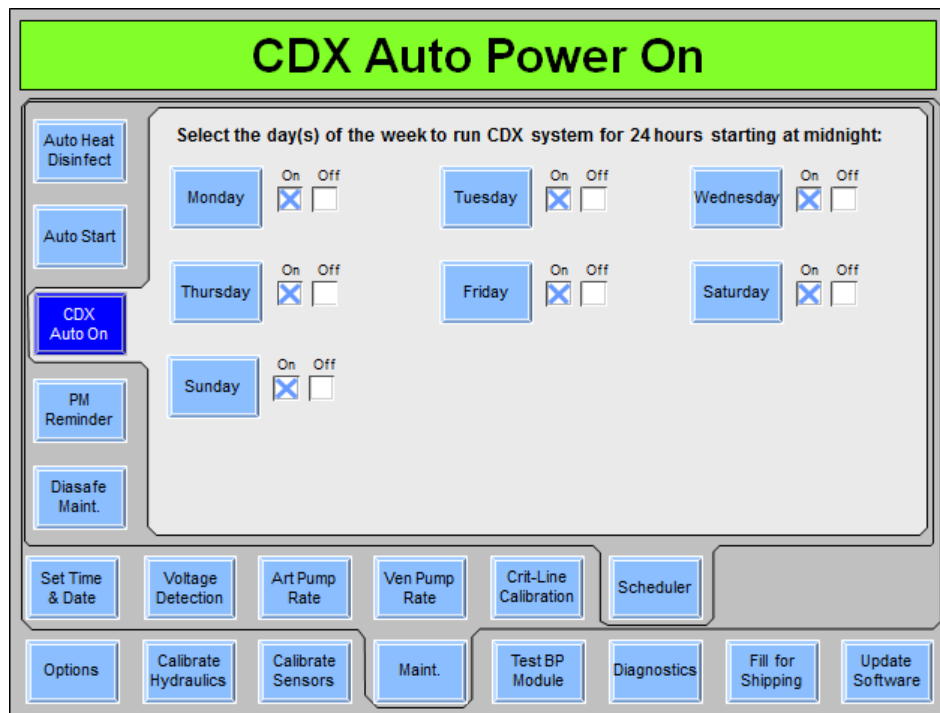 CDX Auto Power On
Auto Heat
Disinfect
Auto Start
CDX
Auto On
PM
Reminder
Diasafe
Maint.
Select the day(s) of the week to run CDX system for 24 hours starting at midnight:
Monday
On Off
Tuesday
On Off
Wednesday
On Off
Thursday
On Off
Friday
On Off
Saturday
On Off
Sunday
On Off
Set Time
& Date
Voltage
Detection
Art Pump
Rate
Ven Pump
Rate
Crit-Line
Calibration
Scheduler
Options
Calibrate
Hydraulics
Calibrate
Sensors
Maint.
Test BP
Module
Diagnostics
Fill for
Shipping
Update
Software